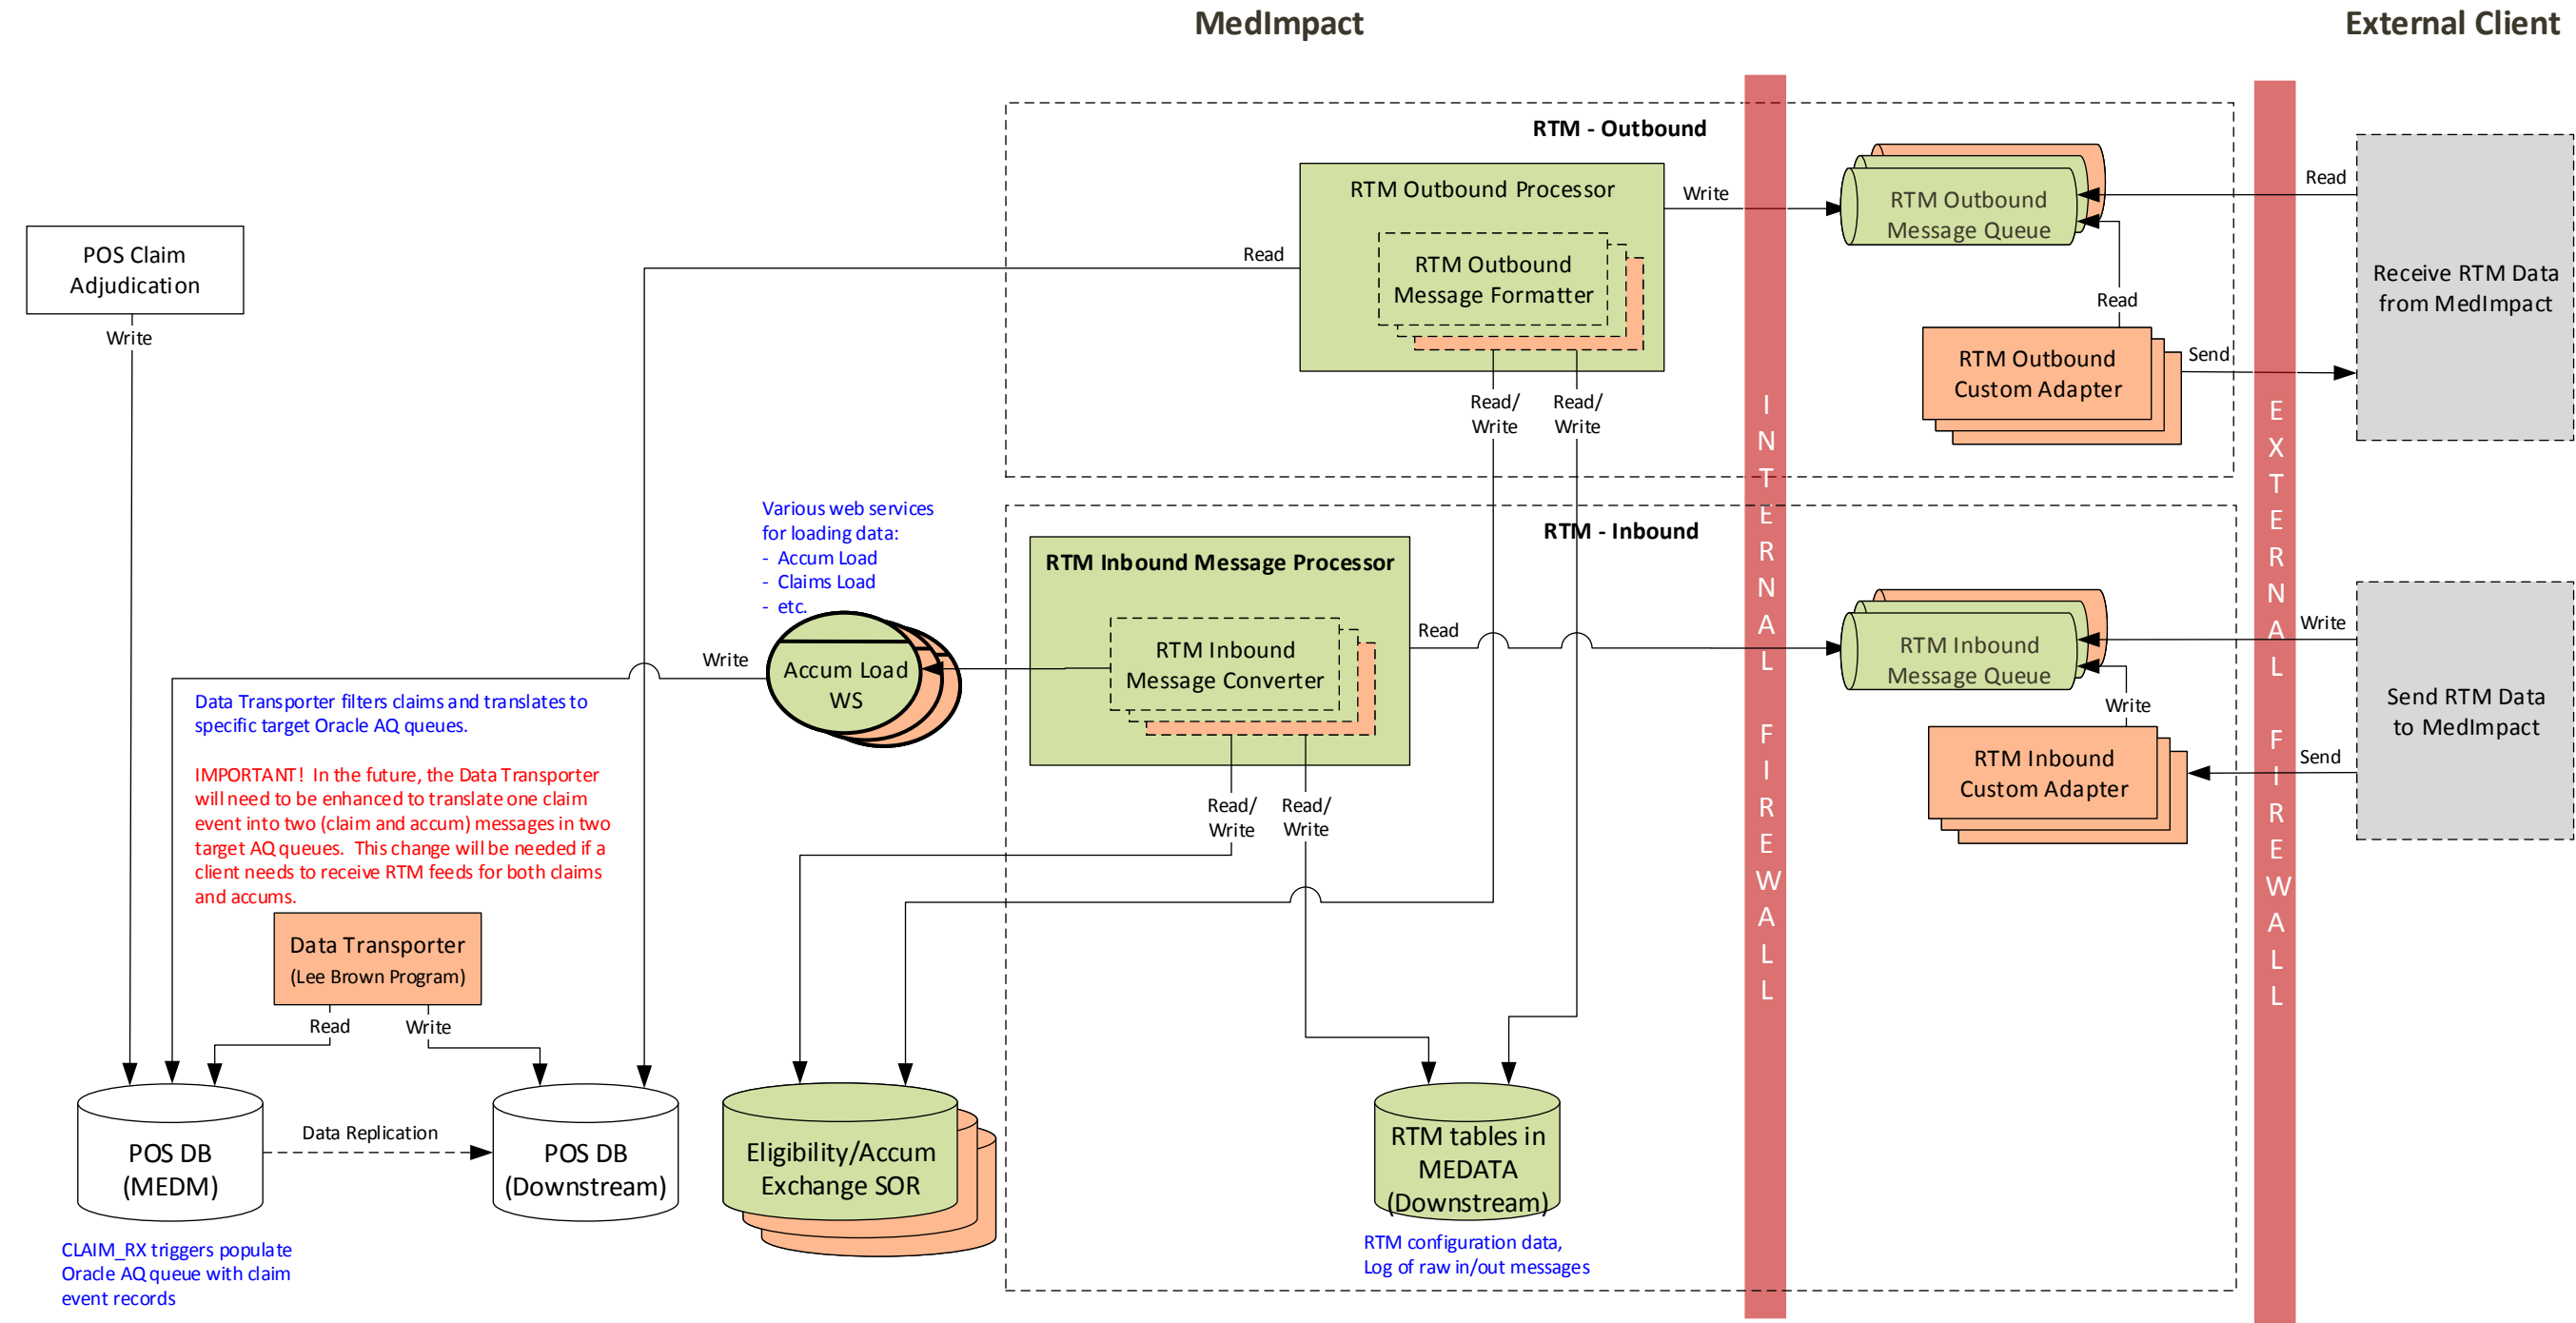 MedImpact
External Client
RTM - Outbound
RTM Outbound Processor
RTM Outbound
Message Formatter
Write
RTM Outbound
Message Queue
Read
Read
Receive RTM Data
from MedImpact
POS Claim
Adjudication
Write
Read
RTM Outbound
Custom Adapter
Send
Read/
Write
Read/
Write
INTERNAL FIREWALL
EXTERNAL FIREWALL
Various web services
for loading data:
- Accum Load
- Claims Load
- etc.
RTM - Inbound
RTM Inbound Message Processor
RTM Inbound
Message Converter
Read
RTM Inbound
Message Queue
Write
Write
Send RTM Data
to MedImpact
Write
Accum Load
WS
RTM Inbound
Custom Adapter
Send
Data Transporter filters claims and translates to
specific target Oracle AQ queues.
IMPORTANT! In the future, the Data Transporter
will need to be enhanced to translate one claim
event into two (claim and accum) messages in two
target AQ queues. This change will be needed if a
client needs to receive RTM feeds for both claims
and accums.
Read/
Write
Read/
Write
Data Transporter
(Lee Brown Program)
Read
Write
POS DB
(MEDM)
Data Replication
POS DB
(Downstream)
Eligibility/Accum
Exchange SOR
RTM tables in
MEDATA
(Downstream)
CLAIM_RX triggers populate
Oracle AQ queue with claim
event records
RTM configuration data,
Log of raw in/out messages